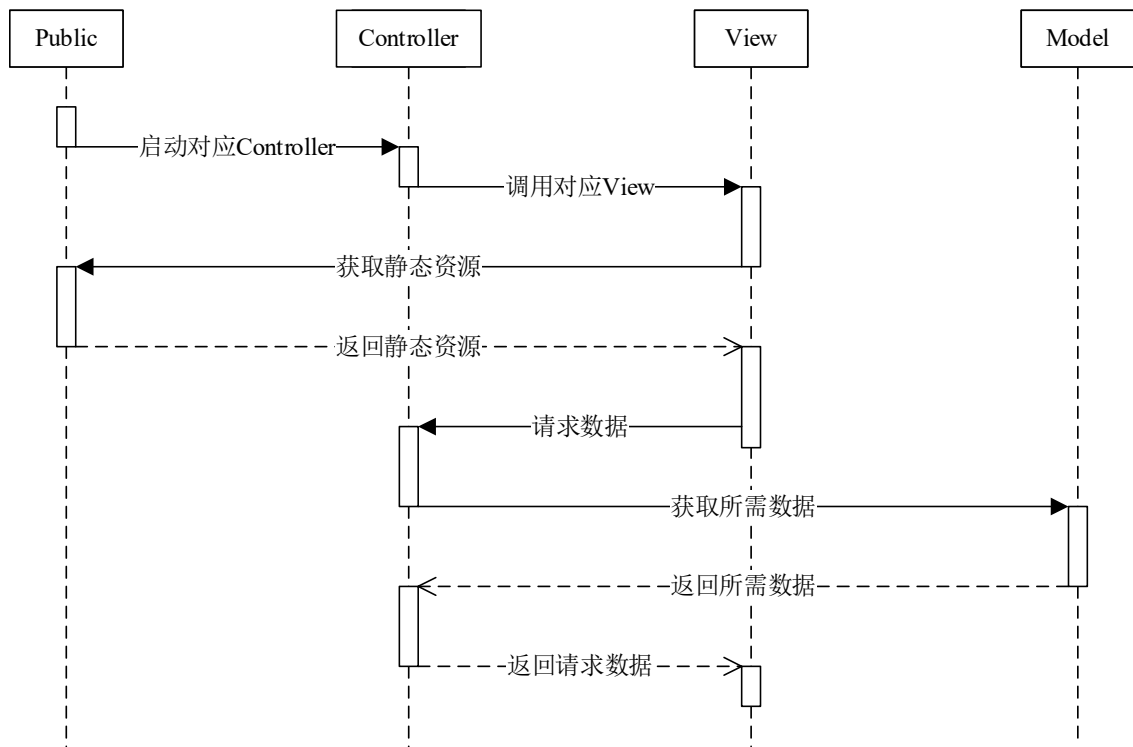 Public
Controller
View
Model
启动对应Controller
调用对应View
获取静态资源
返回静态资源
请求数据
获取所需数据
返回所需数据
返回请求数据